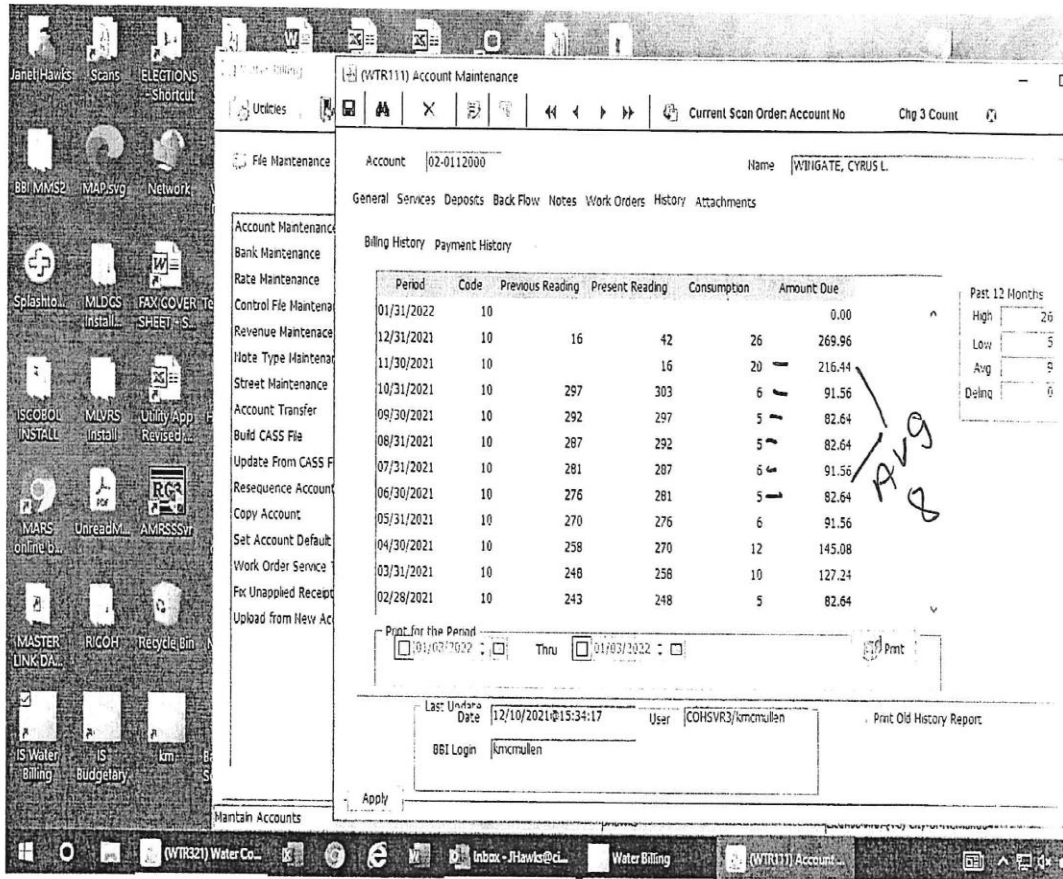 Janet Hawks
Scans
ELECTIONS - Shortcut
BBI MMS2
MAP.svg
Network
Splashto...
MLDGS Install...
FAX COVER SHEET - S...
ISCOBOL INSTALL
MLVRS Install
Utility App Revised ...
MARS online b...
UnreadM...
AMRSSSvr
MASTER LINK DA...
RICOH
Recycle Bin
IS Water Billing
IS Budgetary
km
Utilities
File Maintenance
Account Maintenance
Bank Maintenance
Rate Maintenance
Control File Maintenan
Revenue Maintenace
Note Type Maintenan
Street Maintenance
Account Transfer
Build CASS File
Update From CASS F
Resequence Account
Copy Account
Set Account Default
Work Order Service T
Fix Unapplied Receipt
Upload from New Ac
Maintain Accounts
(WTR111) Account Maintenance
Current Scan Order: Account No Chg 3 Count
Account 02-0112000 Name WINGATE, CYRUS L.
General Services Deposits Back Flow Notes Work Orders History Attachments
Billing History Payment History
Period Code Previous Reading Present Reading Consumption Amount Due
01/31/2022 10 0.00
12/31/2021 10 16 42 26 269.96
11/30/2021 10 16 20 216.44
10/31/2021 10 297 303 6 91.56
09/30/2021 10 292 297 5 82.64
08/31/2021 10 287 292 5 82.64
07/31/2021 10 281 287 6 91.56
06/30/2021 10 276 281 5 82.64
05/31/2021 10 270 276 6 91.56
04/30/2021 10 258 270 12 145.08
03/31/2021 10 248 258 10 127.24
02/28/2021 10 243 248 5 82.64
AVG
8
Past 12 Months
High 26
Low 5
Avg 9
Delinq 0
Print for the Period
01/03/2022 Thru 01/03/2022 Print
Last Update
Date 12/10/2021@15:34:17 User COHSVR3/kmcmullen
Print Old History Report
BBI Login kmcmullen
Apply
(WTR321) Water Co...
Inbox - JHawks@ci...
Water Billing
(WTR111) Account ...